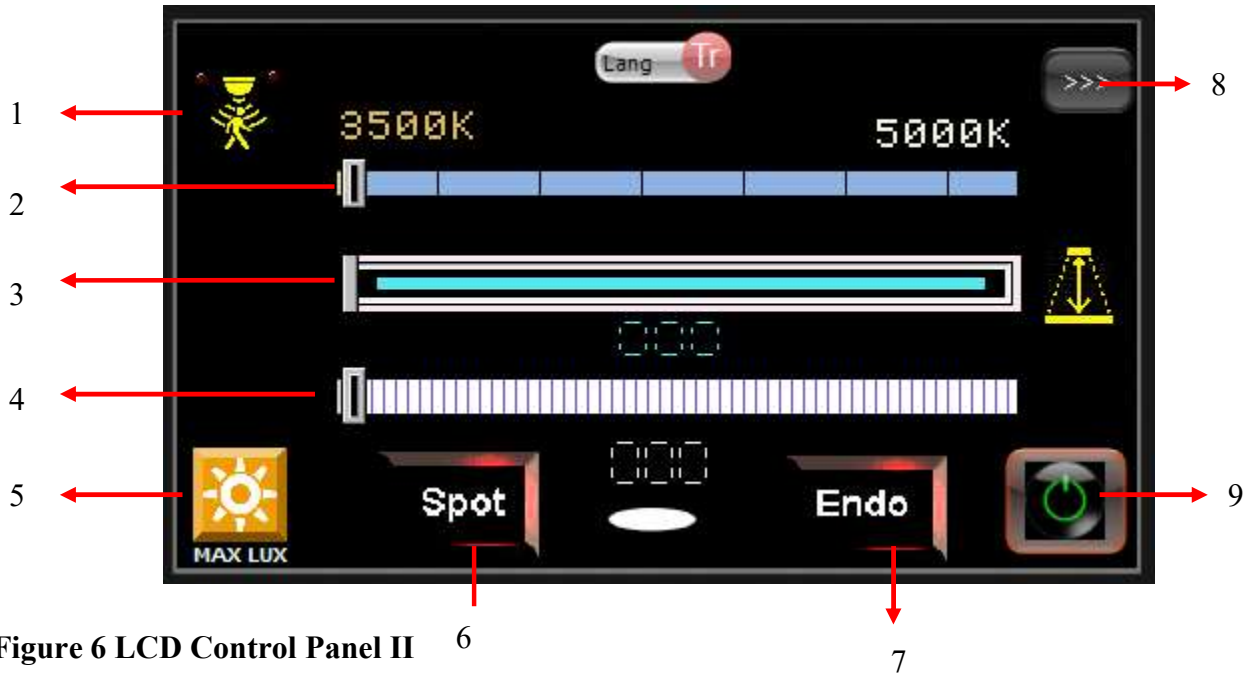 Lang Tr
1
>>>
8
3500K
5000K
2
3
4
5
Spot
Endo
9
MAX LUX
Figure 6 LCD Control Panel II
6
7